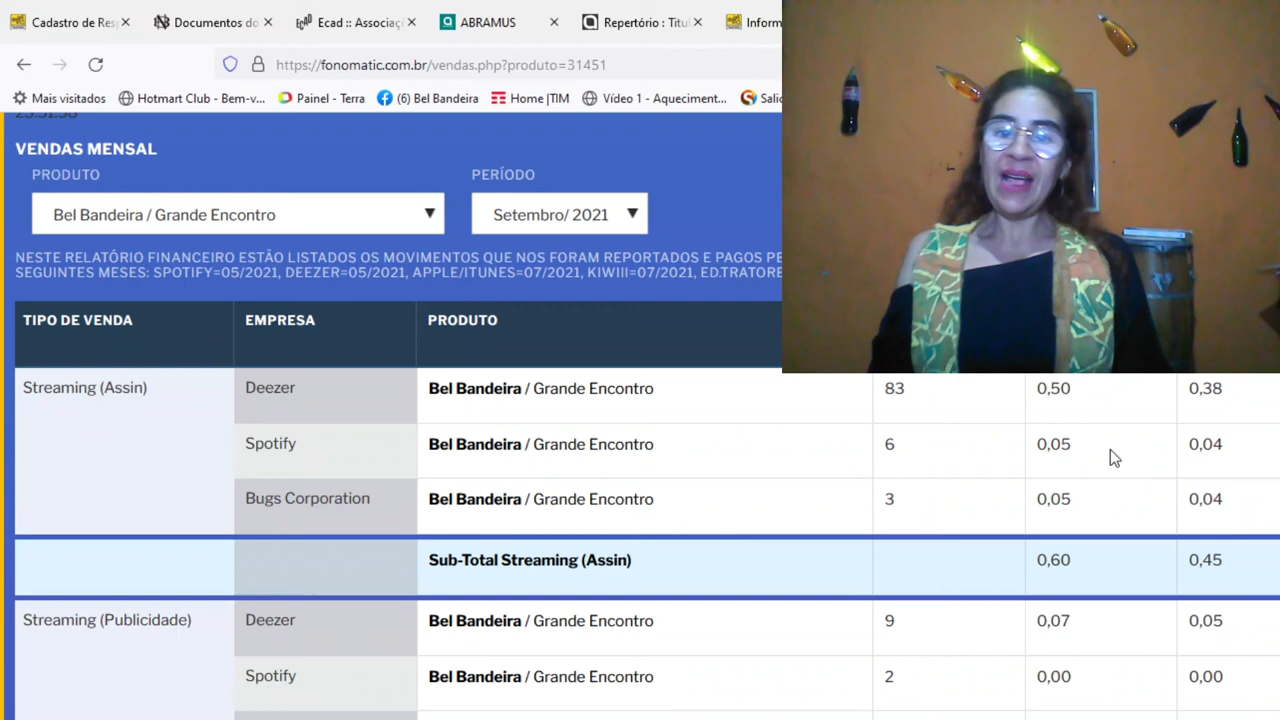 Cadastro de Res
Documentos do
Ecad :: Associaç
ABRAMUS
Repertório : Titul
Inform
https://fonomatic.com.br/vendas.php?produto=31451
Mais visitados
Hotmart Club - Bem-v...
Painel - Terra
(6) Bel Bandeira
Home |TIM
Vídeo 1 - Aqueciment...
Salic
VENDAS MENSAL
PRODUTO
PERÍODO
Bel Bandeira / Grande Encontro
Setembro/ 2021
NESTE RELATÓRIO FINANCEIRO ESTÃO LISTADOS OS MOVIMENTOS QUE NOS FORAM REPORTADOS E PAGOS PE
SEGUINTES MESES: SPOTIFY=05/2021, DEEZER=05/2021, APPLE/ITUNES=07/2021, KIWIII=07/2021, ED.TRATORE
TIPO DE VENDA EMPRESA PRODUTO
Streaming (Assin) Deezer Bel Bandeira / Grande Encontro 83 0,50 0,38
Spotify Bel Bandeira / Grande Encontro 6 0,05 0,04
Bugs Corporation Bel Bandeira / Grande Encontro 3 0,05 0,04
Sub-Total Streaming (Assin) 0,60 0,45
Streaming (Publicidade) Deezer Bel Bandeira / Grande Encontro 9 0,07 0,05
Spotify Bel Bandeira / Grande Encontro 2 0,00 0,00